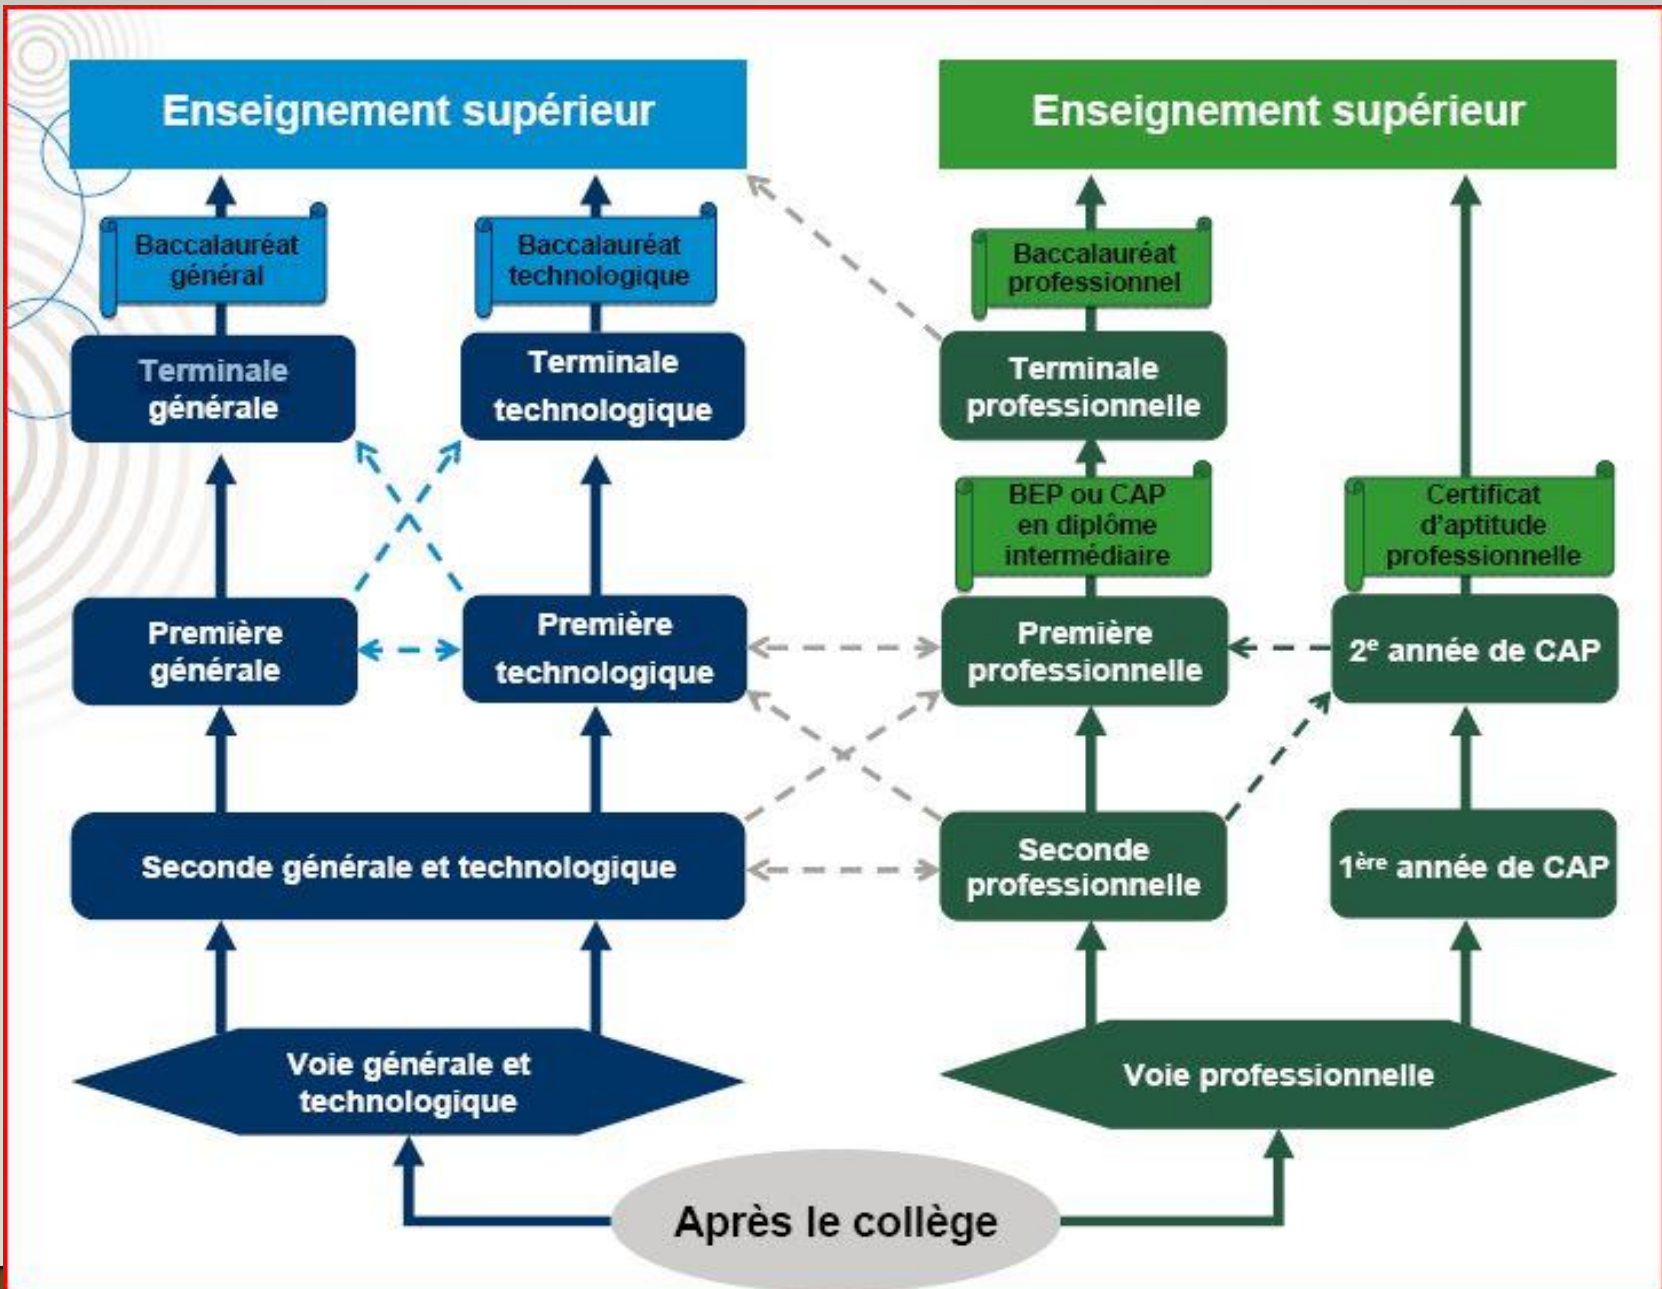 Enseignement supérieur
Enseignement supérieur
Baccalauréat
général
Baccalauréat
technologique
Baccalauréat
professionnel
Terminale
générale
Terminale
technologique
Terminale
professionnelle
BEP ou CAP
en diplôme
intermédiaire
Certificat
d'aptitude
professionnelle
Première
générale
Première
technologique
Première
professionnelle
2e année de CAP
Seconde générale et technologique
Seconde
professionnelle
1ère année de CAP
Voie générale et
technologique
Voie professionnelle
Après le collège